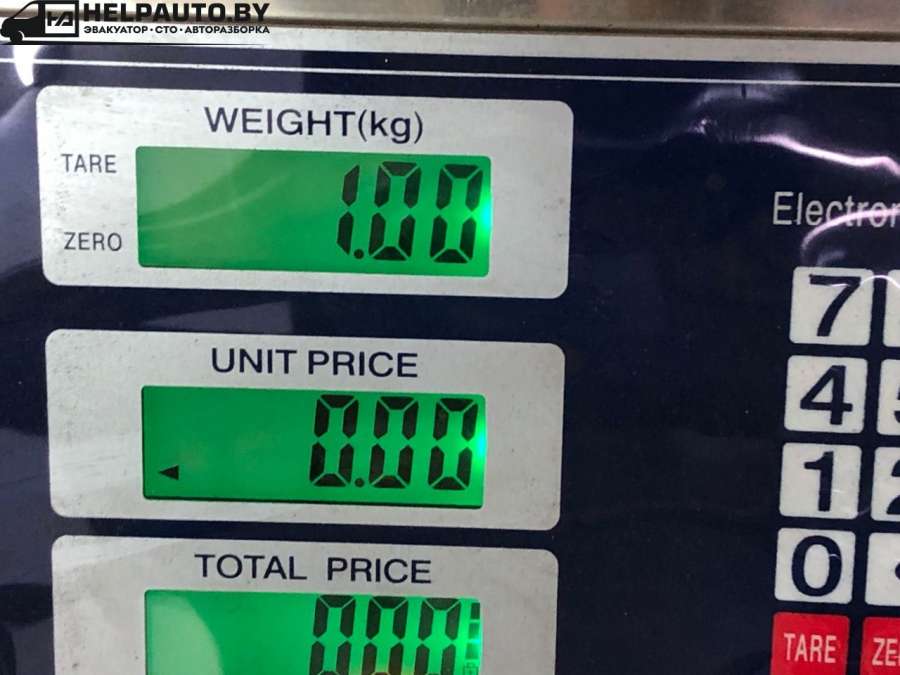 HELPAUTO.BY
ЭВАКУАТОР · СТО · АВТОРАЗБОРКА
WEIGHT(kg)
TARE
1.00
ZERO
UNIT PRICE
0.00
TOTAL PRICE
7
4
1
0
TARE